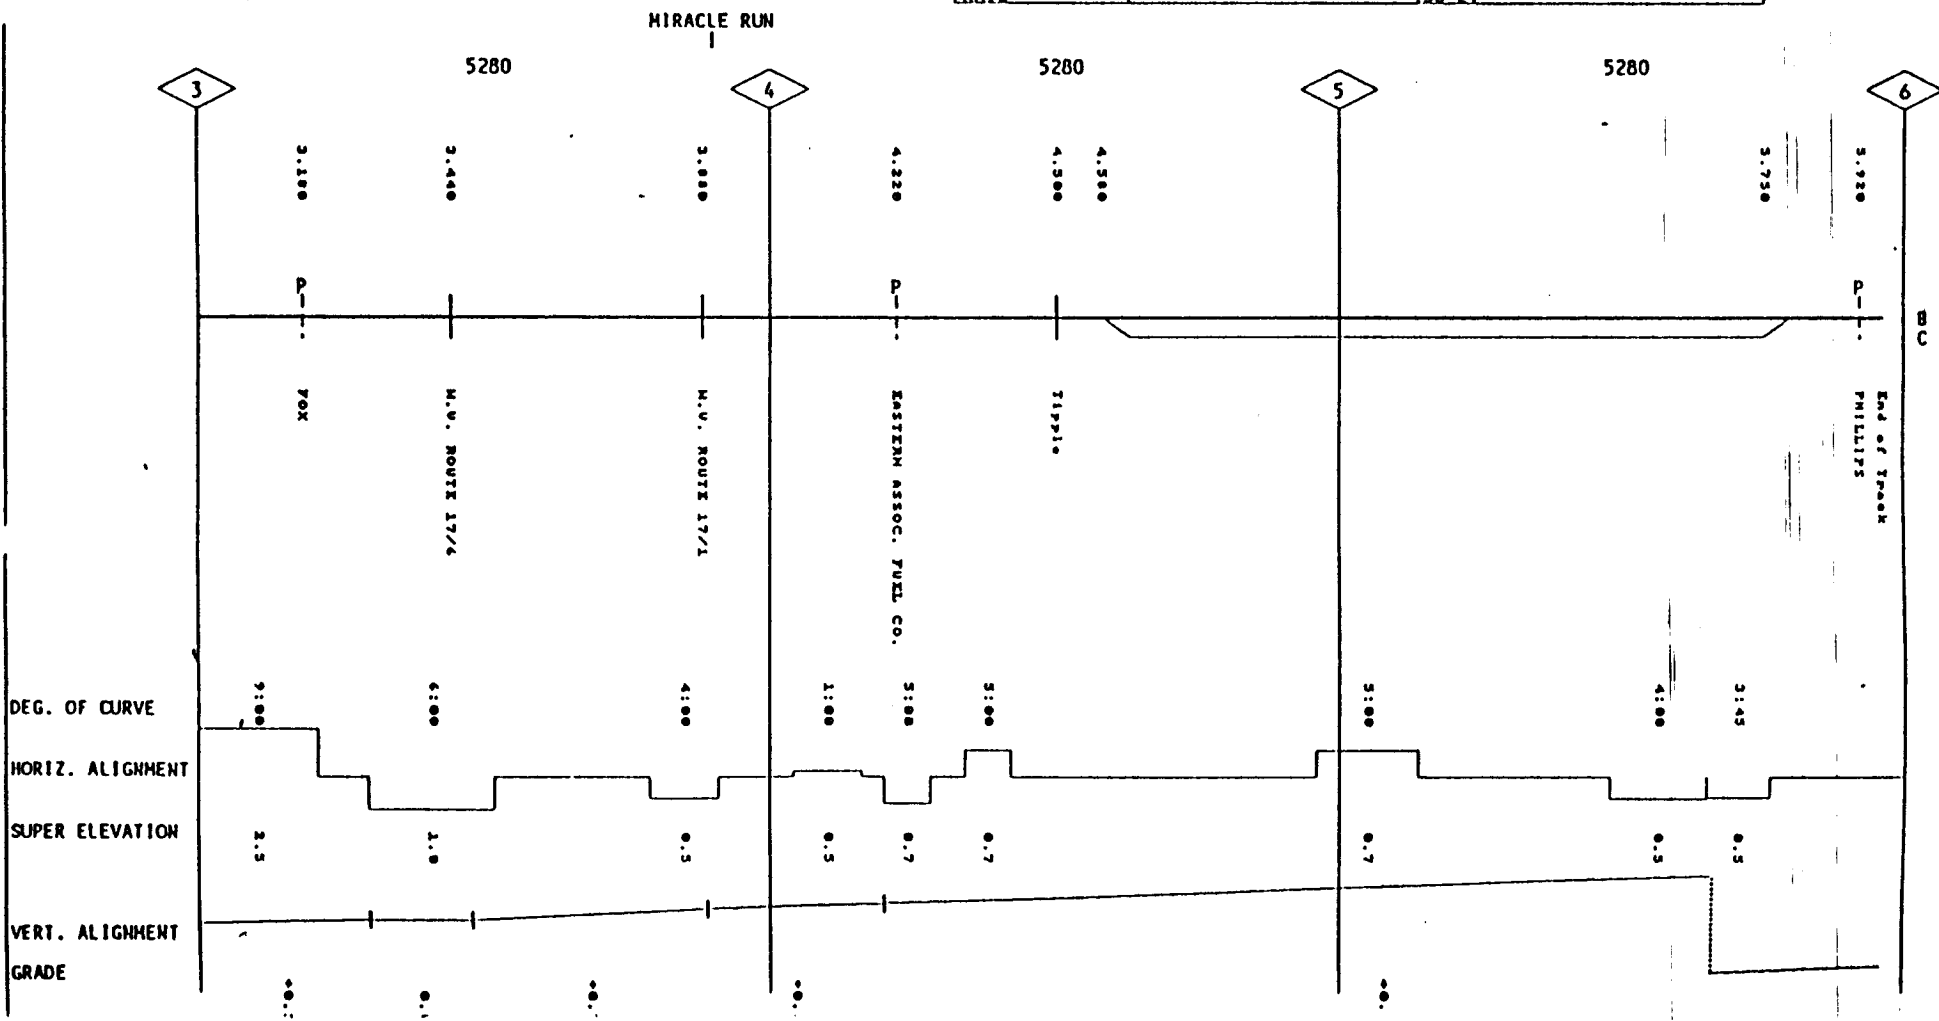 MIRACLE RUN
5280 5280 5280
3 4 5 6
3.180 3.440 3.880 4.220 4.500 4.580 5.750 5.920
P P P
B
C
FOX
W.V. ROUTE 17/6
W.V. ROUTE 17/1
EASTERN ASSOC. FUEL CO.
Tipple
PHILLIPS
End of Track
DEG. OF CURVE 9:00 6:00 4:00 1:00 5:00 5:00 5:00 4:00 3:45
HORIZ. ALIGNMENT
SUPER ELEVATION 2.5 1.0 0.5 0.5 0.7 0.7 0.7 0.5 0.5
VERT. ALIGNMENT
GRADE